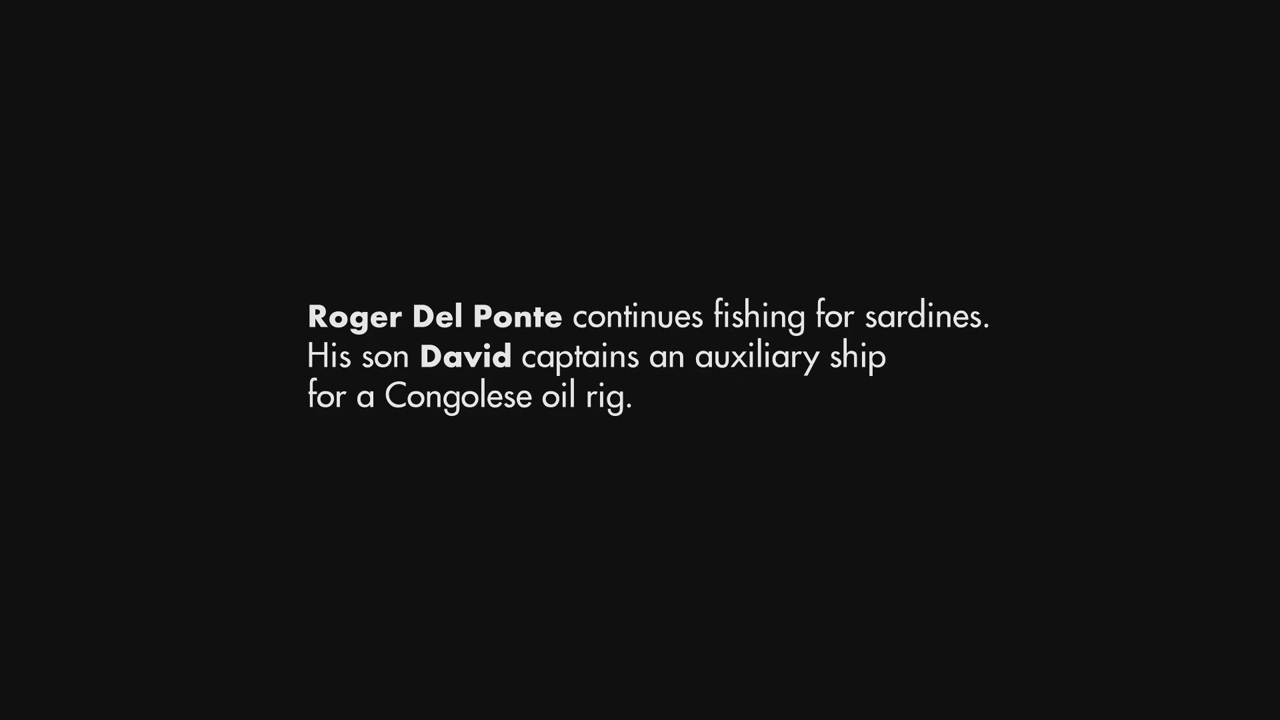 Roger Del Ponte continues fishing for sardines.
His son David captains an auxiliary ship
for a Congolese oil rig.